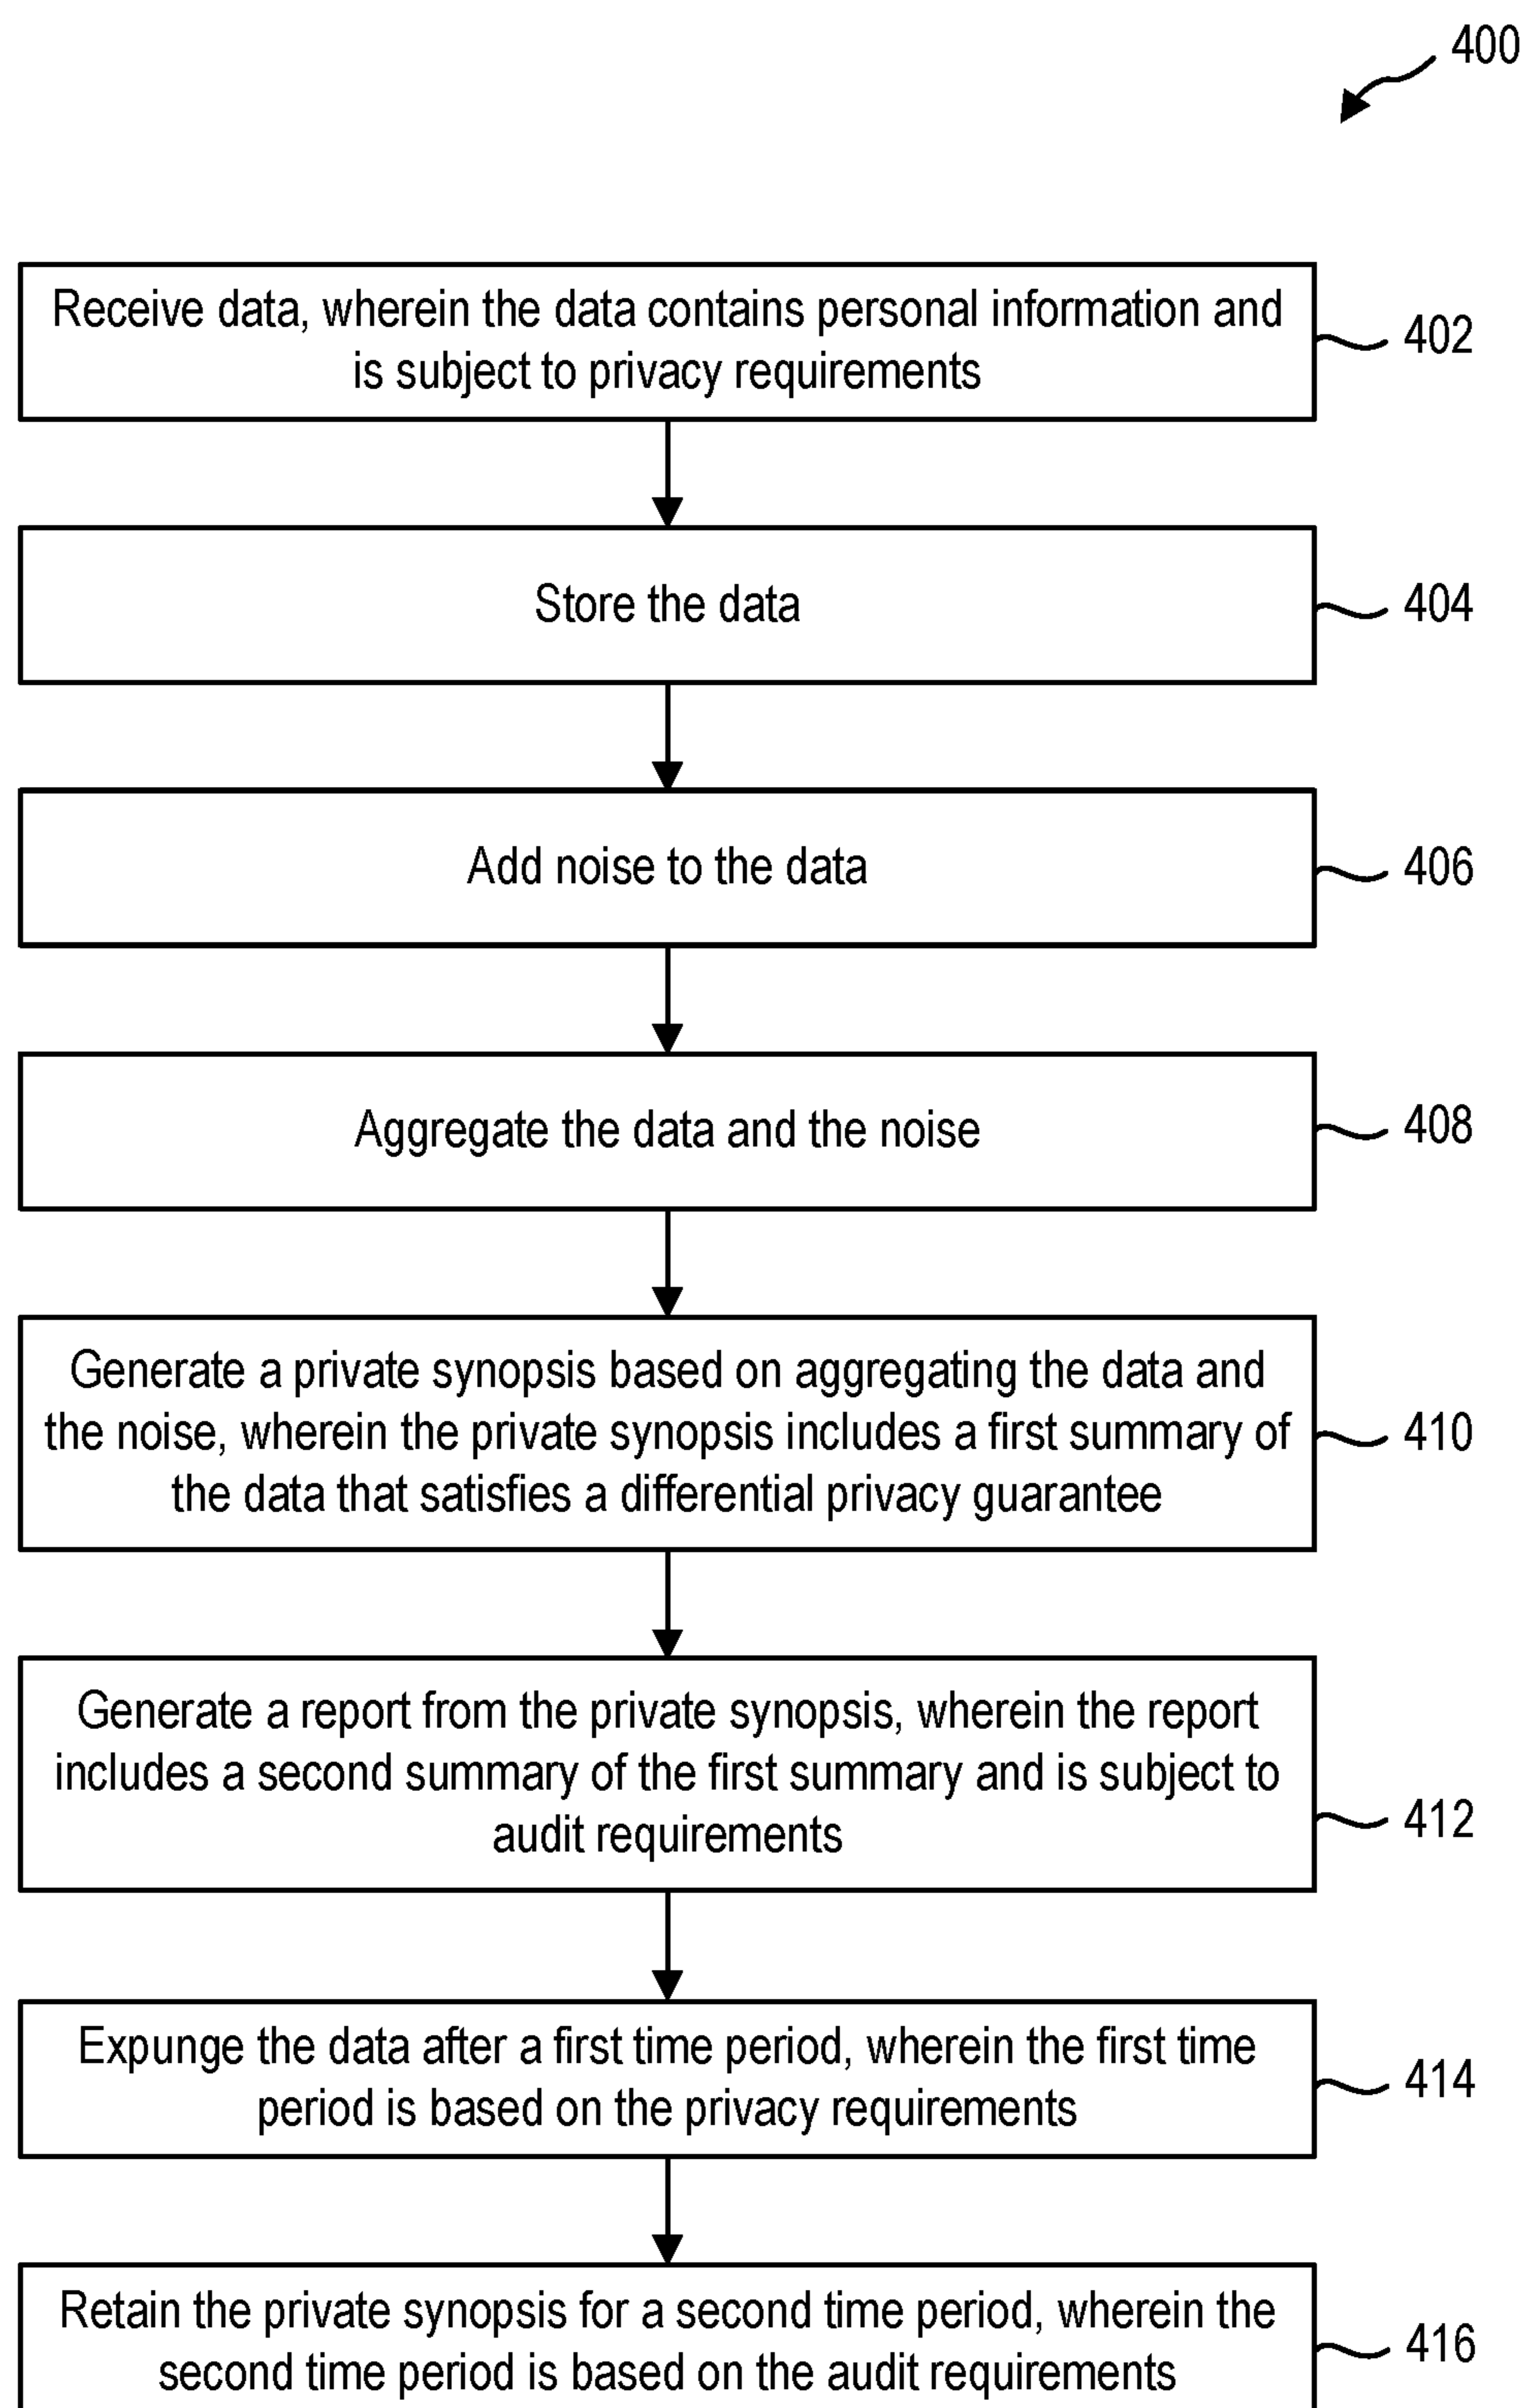 400
Receive data, wherein the data contains personal information and
is subject to privacy requirements
402
Store the data
404
Add noise to the data
406
Aggregate the data and the noise
408
Generate a private synopsis based on aggregating the data and
the noise, wherein the private synopsis includes a first summary of
the data that satisfies a differential privacy guarantee
410
Generate a report from the private synopsis, wherein the report
includes a second summary of the first summary and is subject to
audit requirements
412
Expunge the data after a first time period, wherein the first time
period is based on the privacy requirements
414
Retain the private synopsis for a second time period, wherein the
second time period is based on the audit requirements
416